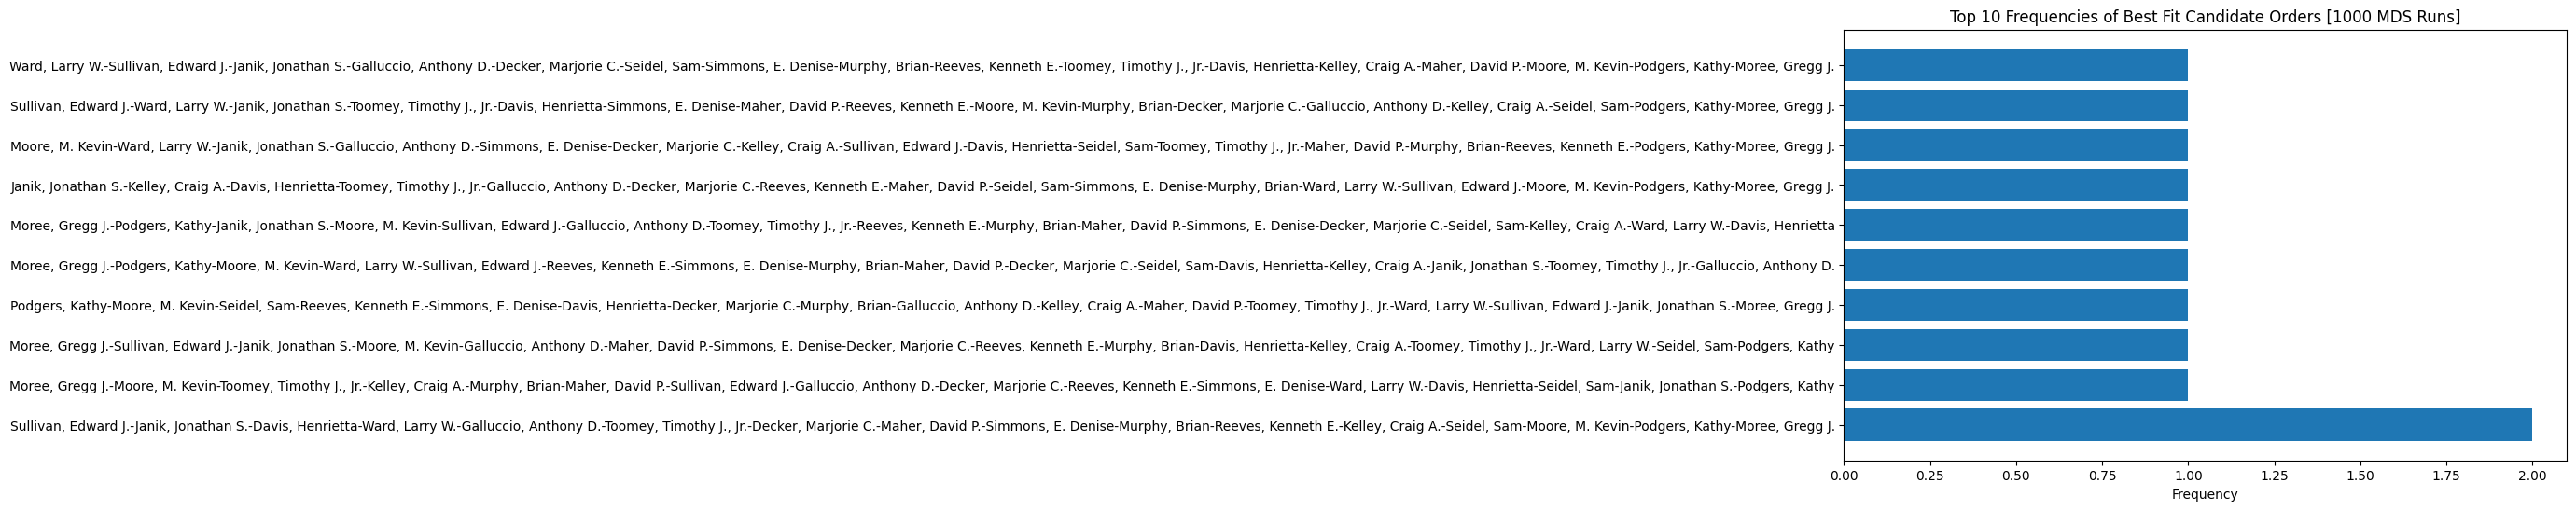 Top 10 Frequencies of Best Fit Candidate Orders [1000 MDS Runs]
Ward, Larry W.-Sullivan, Edward J.-Janik, Jonathan S.-Galluccio, Anthony D.-Decker, Marjorie C.-Seidel, Sam-Simmons, E. Denise-Murphy, Brian-Reeves, Kenneth E.-Toomey, Timothy J., Jr.-Davis, Henrietta-Kelley, Craig A.-Maher, David P.-Moore, M. Kevin-Podgers, Kathy-Moree, Gregg J.
Sullivan, Edward J.-Ward, Larry W.-Janik, Jonathan S.-Toomey, Timothy J., Jr.-Davis, Henrietta-Simmons, E. Denise-Maher, David P.-Reeves, Kenneth E.-Moore, M. Kevin-Murphy, Brian-Decker, Marjorie C.-Galluccio, Anthony D.-Kelley, Craig A.-Seidel, Sam-Podgers, Kathy-Moree, Gregg J.
Moore, M. Kevin-Ward, Larry W.-Janik, Jonathan S.-Galluccio, Anthony D.-Simmons, E. Denise-Decker, Marjorie C.-Kelley, Craig A.-Sullivan, Edward J.-Davis, Henrietta-Seidel, Sam-Toomey, Timothy J., Jr.-Maher, David P.-Murphy, Brian-Reeves, Kenneth E.-Podgers, Kathy-Moree, Gregg J.
Janik, Jonathan S.-Kelley, Craig A.-Davis, Henrietta-Toomey, Timothy J., Jr.-Galluccio, Anthony D.-Decker, Marjorie C.-Reeves, Kenneth E.-Maher, David P.-Seidel, Sam-Simmons, E. Denise-Murphy, Brian-Ward, Larry W.-Sullivan, Edward J.-Moore, M. Kevin-Podgers, Kathy-Moree, Gregg J.
Moree, Gregg J.-Podgers, Kathy-Janik, Jonathan S.-Moore, M. Kevin-Sullivan, Edward J.-Galluccio, Anthony D.-Toomey, Timothy J., Jr.-Reeves, Kenneth E.-Murphy, Brian-Maher, David P.-Simmons, E. Denise-Decker, Marjorie C.-Seidel, Sam-Kelley, Craig A.-Ward, Larry W.-Davis, Henrietta
Moree, Gregg J.-Podgers, Kathy-Moore, M. Kevin-Ward, Larry W.-Sullivan, Edward J.-Reeves, Kenneth E.-Simmons, E. Denise-Murphy, Brian-Maher, David P.-Decker, Marjorie C.-Seidel, Sam-Davis, Henrietta-Kelley, Craig A.-Janik, Jonathan S.-Toomey, Timothy J., Jr.-Galluccio, Anthony D.
Podgers, Kathy-Moore, M. Kevin-Seidel, Sam-Reeves, Kenneth E.-Simmons, E. Denise-Davis, Henrietta-Decker, Marjorie C.-Murphy, Brian-Galluccio, Anthony D.-Kelley, Craig A.-Maher, David P.-Toomey, Timothy J., Jr.-Ward, Larry W.-Sullivan, Edward J.-Janik, Jonathan S.-Moree, Gregg J.
Moree, Gregg J.-Sullivan, Edward J.-Janik, Jonathan S.-Moore, M. Kevin-Galluccio, Anthony D.-Maher, David P.-Simmons, E. Denise-Decker, Marjorie C.-Reeves, Kenneth E.-Murphy, Brian-Davis, Henrietta-Kelley, Craig A.-Toomey, Timothy J., Jr.-Ward, Larry W.-Seidel, Sam-Podgers, Kathy
Moree, Gregg J.-Moore, M. Kevin-Toomey, Timothy J., Jr.-Kelley, Craig A.-Murphy, Brian-Maher, David P.-Sullivan, Edward J.-Galluccio, Anthony D.-Decker, Marjorie C.-Reeves, Kenneth E.-Simmons, E. Denise-Ward, Larry W.-Davis, Henrietta-Seidel, Sam-Janik, Jonathan S.-Podgers, Kathy
Sullivan, Edward J.-Janik, Jonathan S.-Davis, Henrietta-Ward, Larry W.-Galluccio, Anthony D.-Toomey, Timothy J., Jr.-Decker, Marjorie C.-Maher, David P.-Simmons, E. Denise-Murphy, Brian-Reeves, Kenneth E.-Kelley, Craig A.-Seidel, Sam-Moore, M. Kevin-Podgers, Kathy-Moree, Gregg J.
0.00 0.25 0.50 0.75 1.00 1.25 1.50 1.75 2.00
Frequency